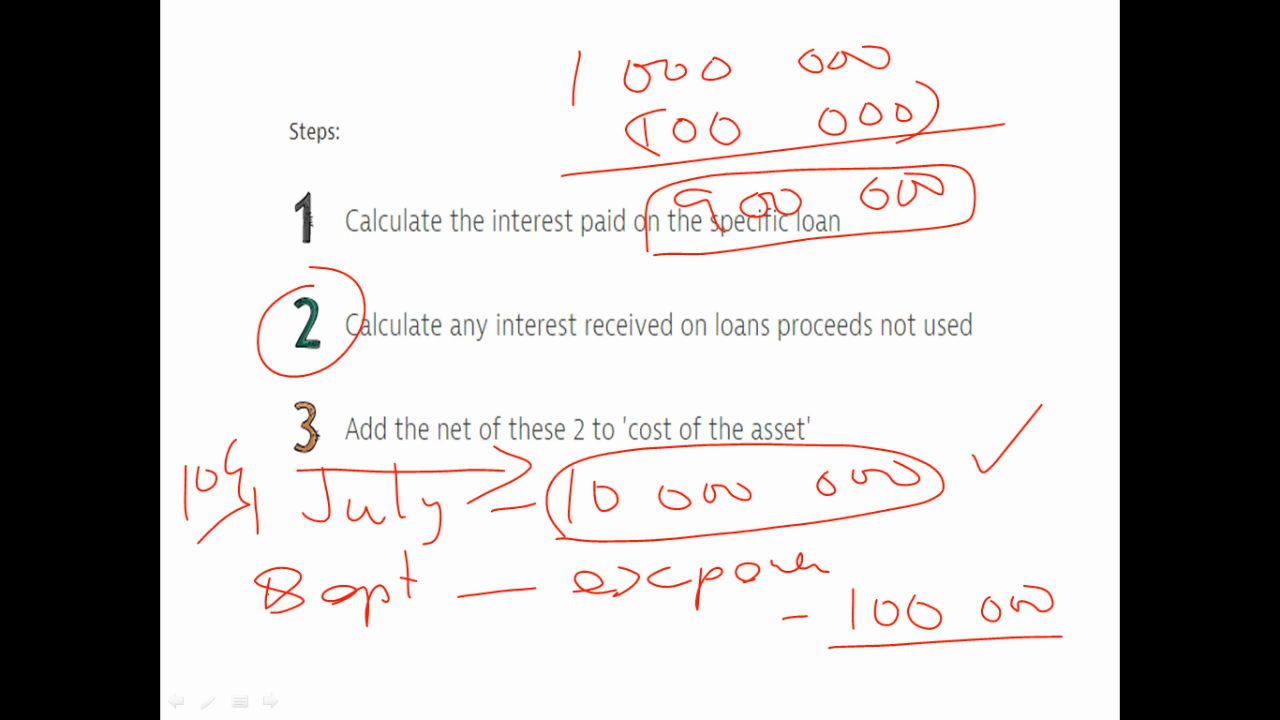 1 000 000
Steps:
(100 000)
900 000
1 Calculate the interest paid on the specific loan
2 Calculate any interest received on loans proceeds not used
3 Add the net of these 2 to 'cost of the asset'
July - 10 000 000
Sept -
- 100 000